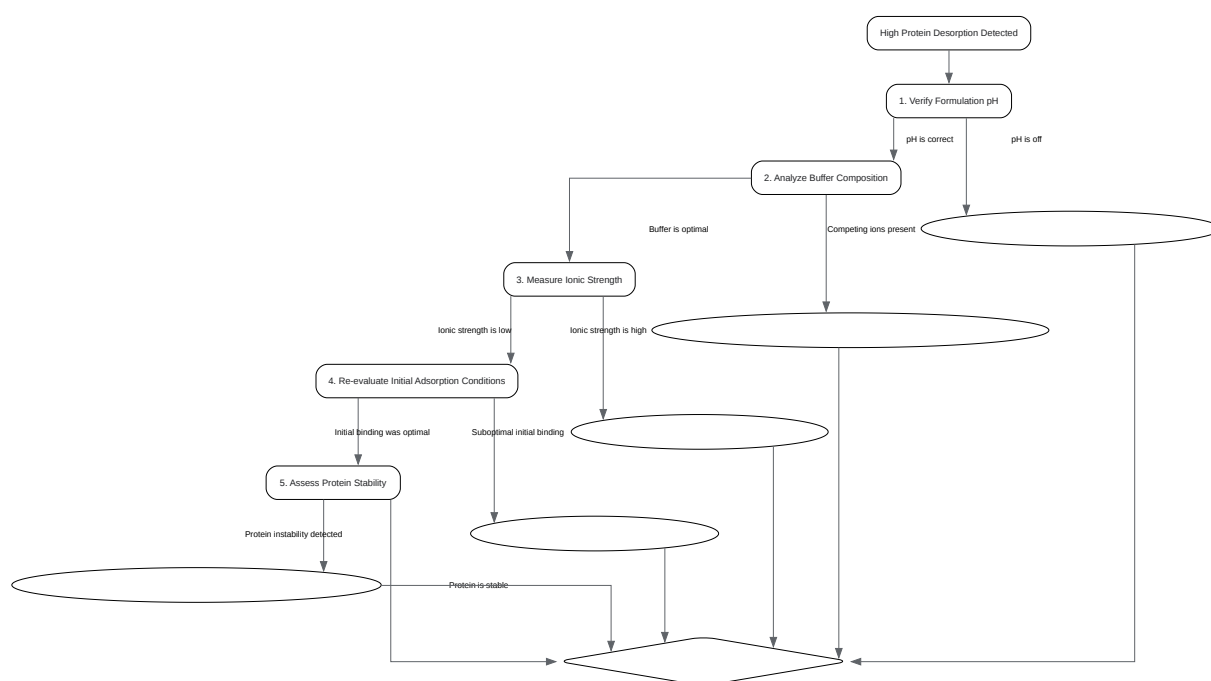 High Protein Desorption Detected
1. Verify Formulation pH
pH is correct
pH is off
2. Analyze Buffer Composition
Buffer is optimal
Competing ions present
3. Measure Ionic Strength
Ionic strength is low
Ionic strength is high
4. Re-evaluate Initial Adsorption Conditions
Initial binding was optimal
Suboptimal initial binding
5. Assess Protein Stability
Protein instability detected
Protein is stable